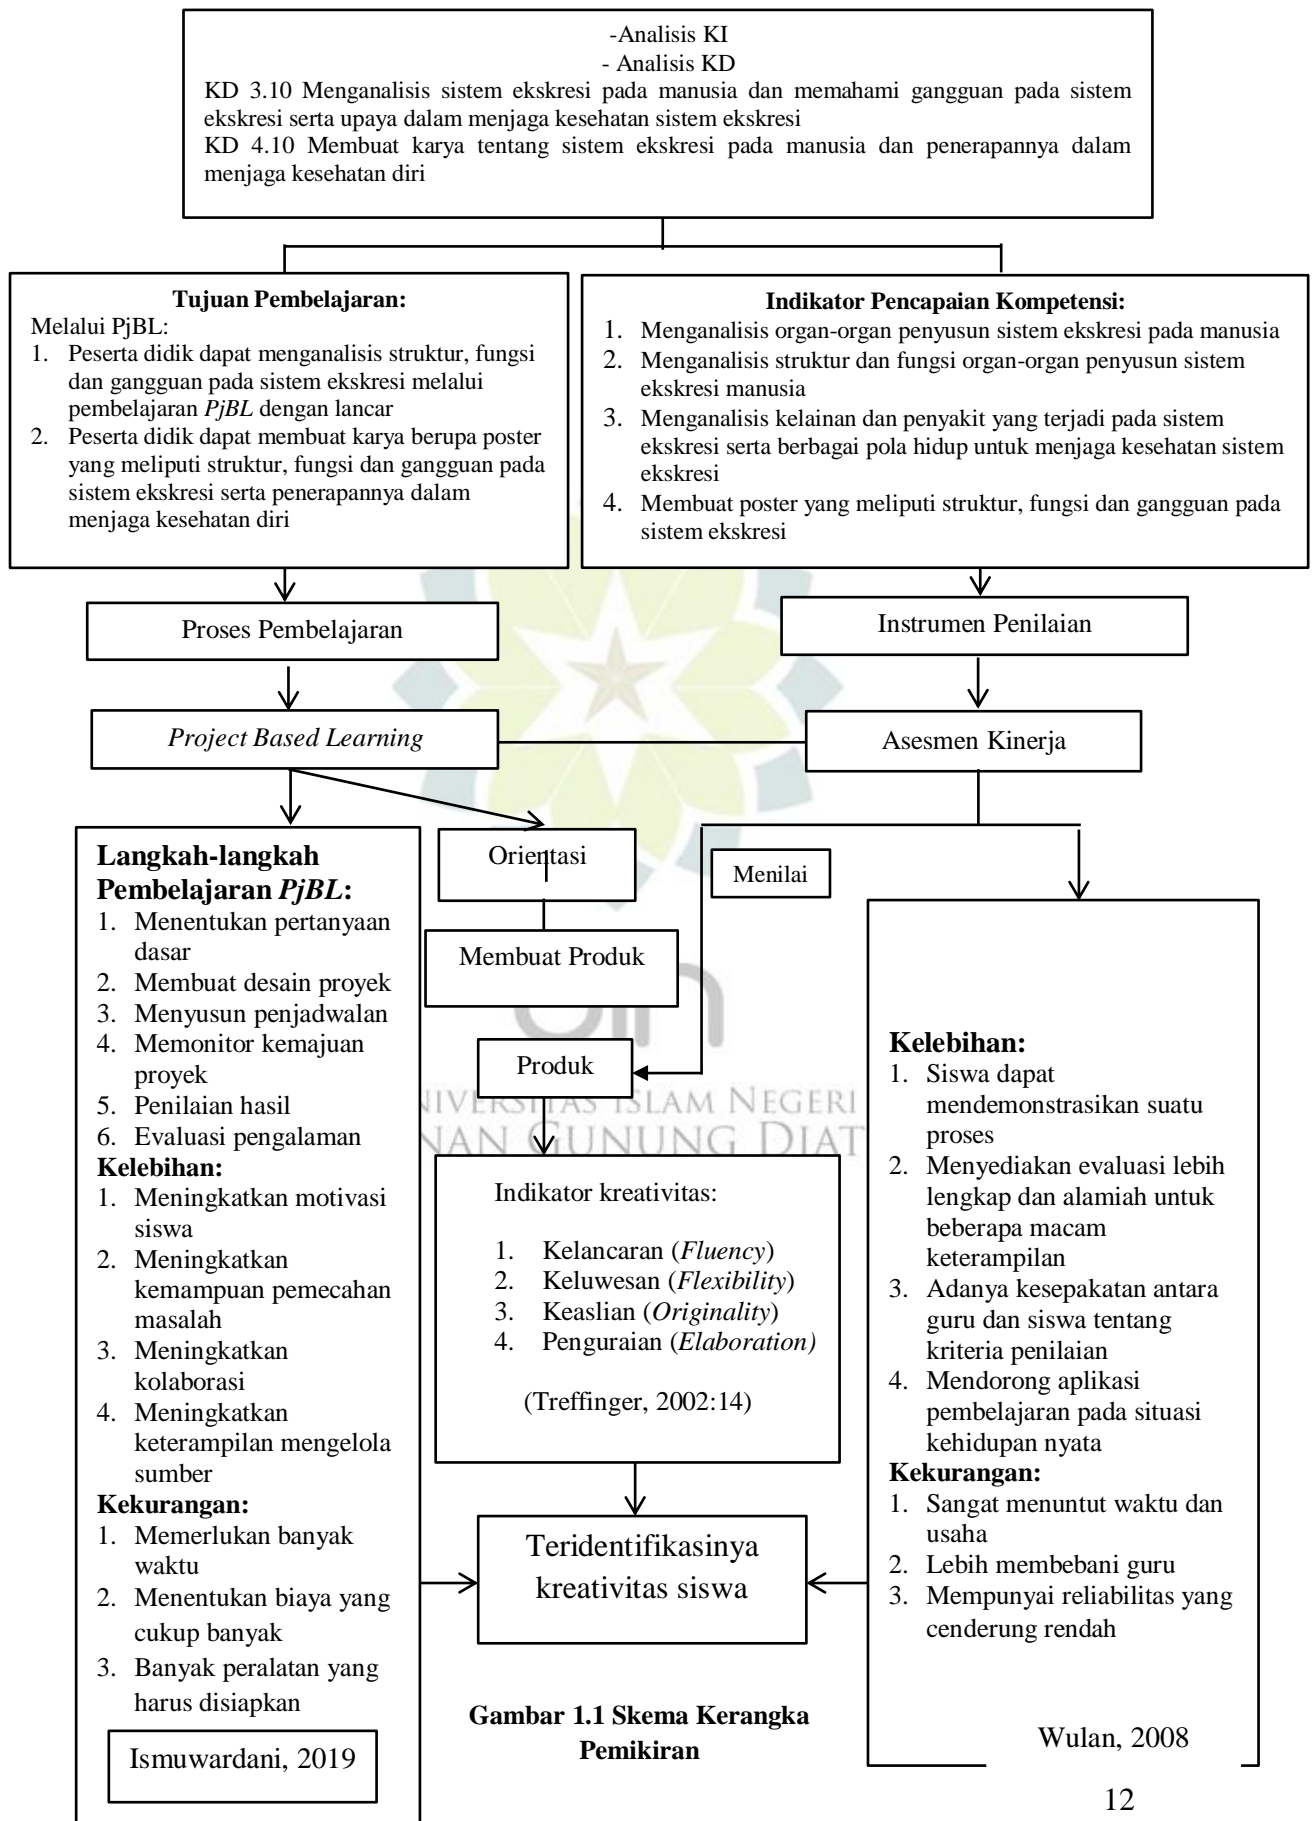 -Analisis KI
- Analisis KD
KD 3.10 Menganalisis sistem ekskresi pada manusia dan memahami gangguan pada sistem
ekskresi serta upaya dalam menjaga kesehatan sistem ekskresi
KD 4.10 Membuat karya tentang sistem ekskresi pada manusia dan penerapannya dalam
menjaga kesehatan diri
Tujuan Pembelajaran:
Melalui PjBL:
1. Peserta didik dapat menganalisis struktur, fungsi
dan gangguan pada sistem ekskresi melalui
pembelajaran PjBL dengan lancar
2. Peserta didik dapat membuat karya berupa poster
yang meliputi struktur, fungsi dan gangguan pada
sistem ekskresi serta penerapannya dalam
menjaga kesehatan diri
Indikator Pencapaian Kompetensi:
1. Menganalisis organ-organ penyusun sistem ekskresi pada manusia
2. Menganalisis struktur dan fungsi organ-organ penyusun sistem
ekskresi manusia
3. Menganalisis kelainan dan penyakit yang terjadi pada sistem
ekskresi serta berbagai pola hidup untuk menjaga kesehatan sistem
ekskresi
4. Membuat poster yang meliputi struktur, fungsi dan gangguan pada
sistem ekskresi
Proses Pembelajaran
Instrumen Penilaian
Project Based Learning
Asesmen Kinerja
Langkah-langkah
Pembelajaran PjBL:
1. Menentukan pertanyaan
dasar
2. Membuat desain proyek
3. Menyusun penjadwalan
4. Memonitor kemajuan
proyek
5. Penilaian hasil
6. Evaluasi pengalaman
Kelebihan:
1. Meningkatkan motivasi
siswa
2. Meningkatkan
kemampuan pemecahan
masalah
3. Meningkatkan
kolaborasi
4. Meningkatkan
keterampilan mengelola
sumber
Kekurangan:
1. Memerlukan banyak
waktu
2. Menentukan biaya yang
cukup banyak
3. Banyak peralatan yang
harus disiapkan
Ismuwardani, 2019
Orientasi
Menilai
Membuat Produk
Produk
ISLAM NEGERI
GUNUNG
Indikator kreativitas:
1. Kelancaran (Fluency)
2. Keluwesan (Flexibility)
3. Keaslian (Originality)
4. Penguraian (Elaboration)
(Treffinger, 2002:14)
Teridentifikasinya
kreativitas siswa
Kelebihan:
1. Siswa dapat
mendemonstrasikan suatu
proses
2. Menyediakan evaluasi lebih
lengkap dan alamiah untuk
beberapa macam
keterampilan
3. Adanya kesepakatan antara
guru dan siswa tentang
kriteria penilaian
4. Mendorong aplikasi
pembelajaran pada situasi
kehidupan nyata
Kekurangan:
1. Sangat menuntut waktu dan
usaha
2. Lebih membebani guru
3. Mempunyai reliabilitas yang
cenderung rendah
Wulan, 2008
Gambar 1.1 Skema Kerangka
Pemikiran
12